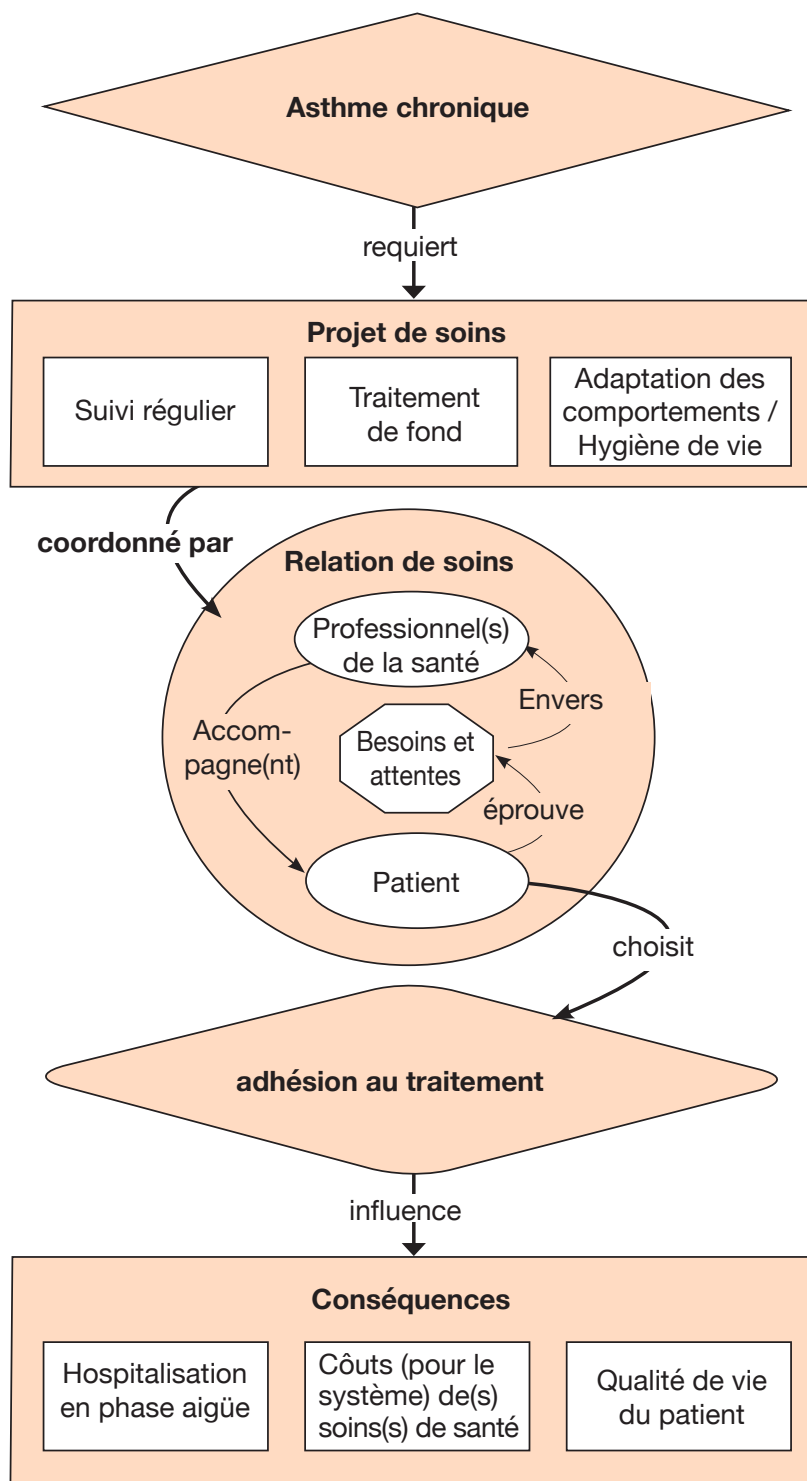 Asthme chronique
requiert
Projet de soins
Suivi régulier
Traitement
de fond
Adaptation des
comportements /
Hygiène de vie
coordonné par
Relation de soins
Professionnel(s)
de la santé
Envers
Accom-
pagne(nt)
Besoins et
attentes
éprouve
Patient
choisit
adhésion au traitement
influence
Conséquences
Hospitalisation
en phase aigüe
Côuts (pour le
système) de(s)
soins(s) de santé
Qualité de vie
du patient